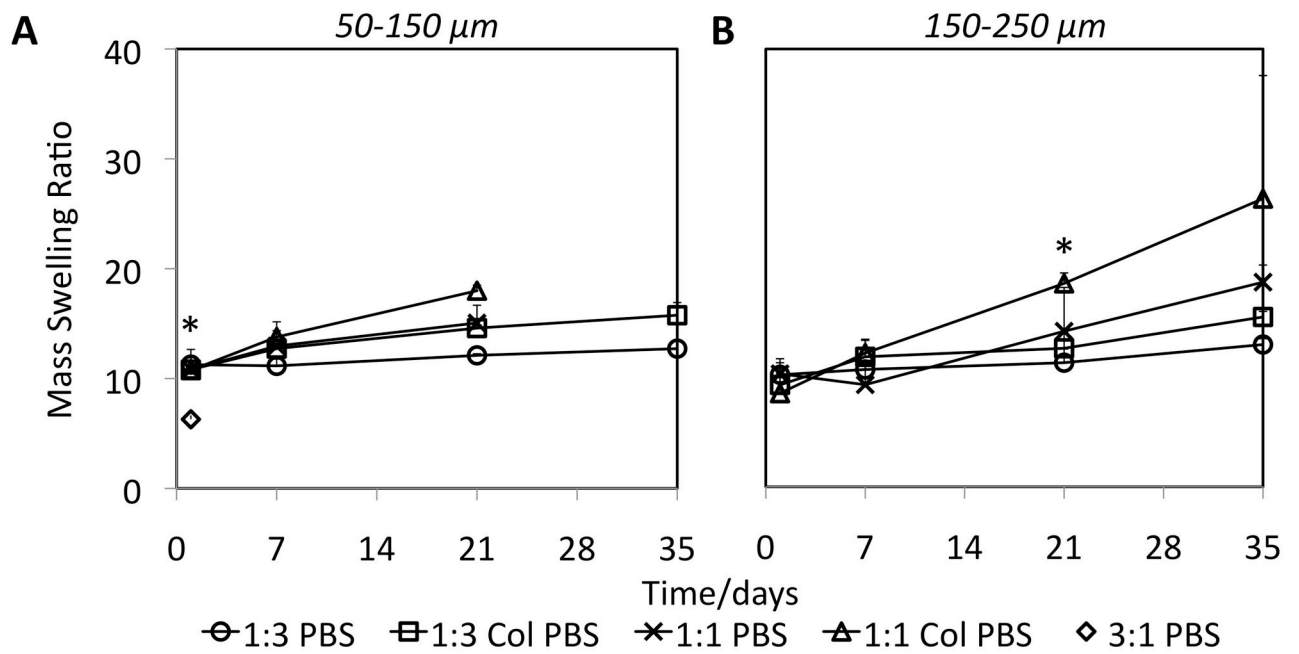 A 50-150 μm B 150-250 μm
Mass Swelling Ratio
40
30
20
10
0
*
*
0 7 14 21 28 35 0 7 14 21 28 35
Time/days
1:3 PBS 1:3 Col PBS 1:1 PBS 1:1 Col PBS 3:1 PBS